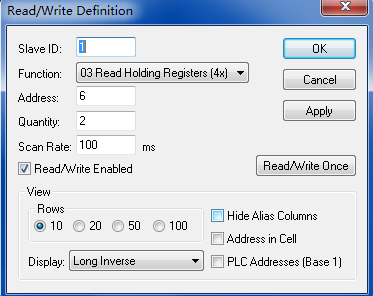 Read/Write Definition
Slave ID: 1
OK
Function: 03 Read Holding Registers (4x)
Cancel
Address: 6
Quantity: 2
Apply
Scan Rate: 100 ms
Read/Write Enabled
Read/Write Once
View
Rows
10 20 50 100
Hide Alias Columns
Address in Cell
Display: Long Inverse
PLC Addresses (Base 1)